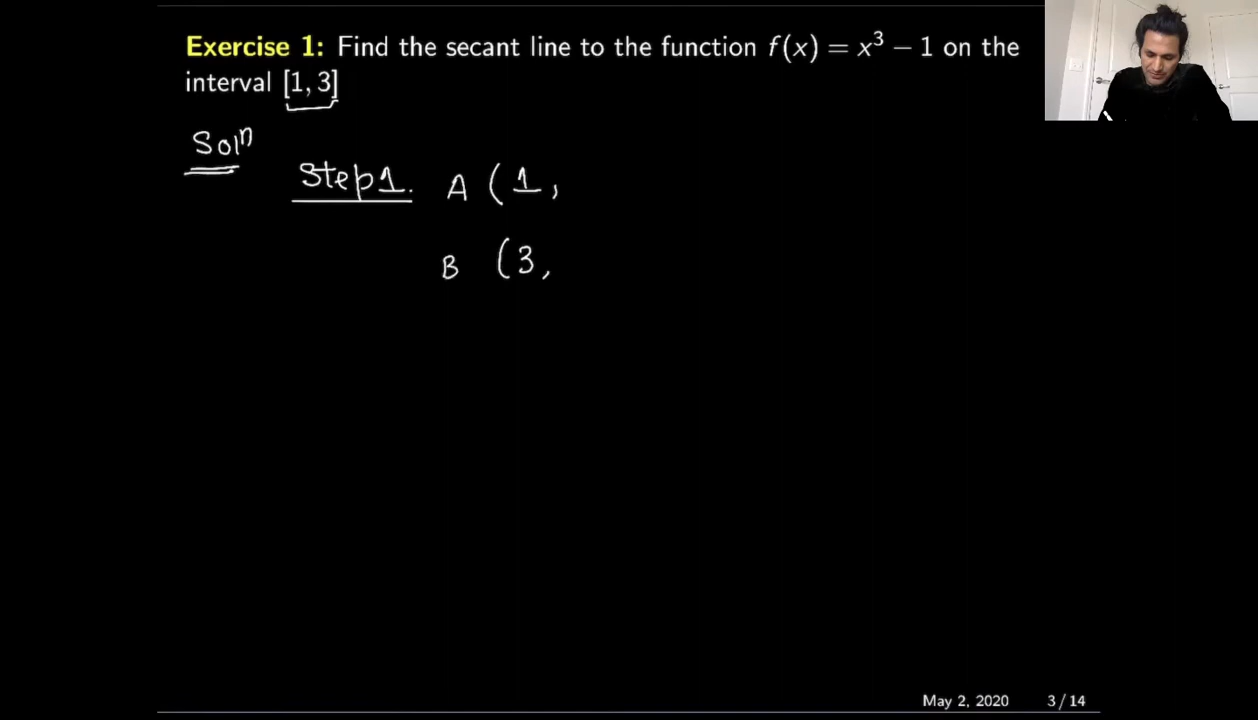 Exercise 1: Find the secant line to the function f(x) = x³ − 1 on the
interval [1, 3]
Solⁿ
Step 1. A (1,
B (3,
May 2, 2020 3 / 14